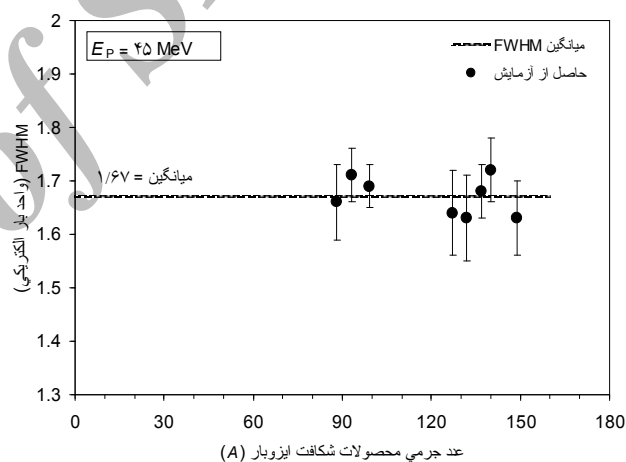 E_P = ۴۵ MeV
میانگین FWHM
حاصل از آزمایش
میانگین = ۱/۶۷
FWHM (واحد بار الکتریکی)
2
1.9
1.8
1.7
1.6
1.5
1.4
1.3
0 30 60 90 120 150 180
عدد جرمي محصولات شکافت ایزوبار (A)
of S